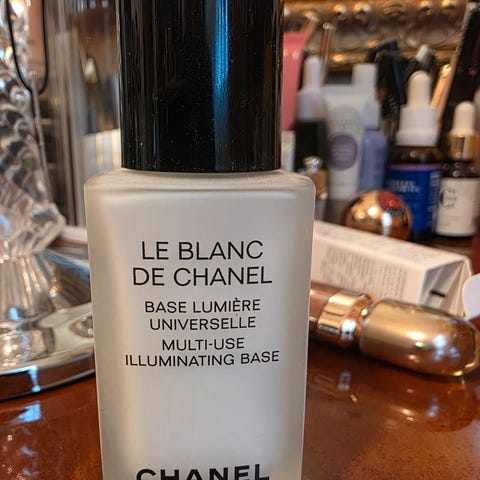 LE BLANC
DE CHANEL
BASE LUMIÈRE
UNIVERSELLE
MULTI-USE
ILLUMINATING BASE
CHANEL